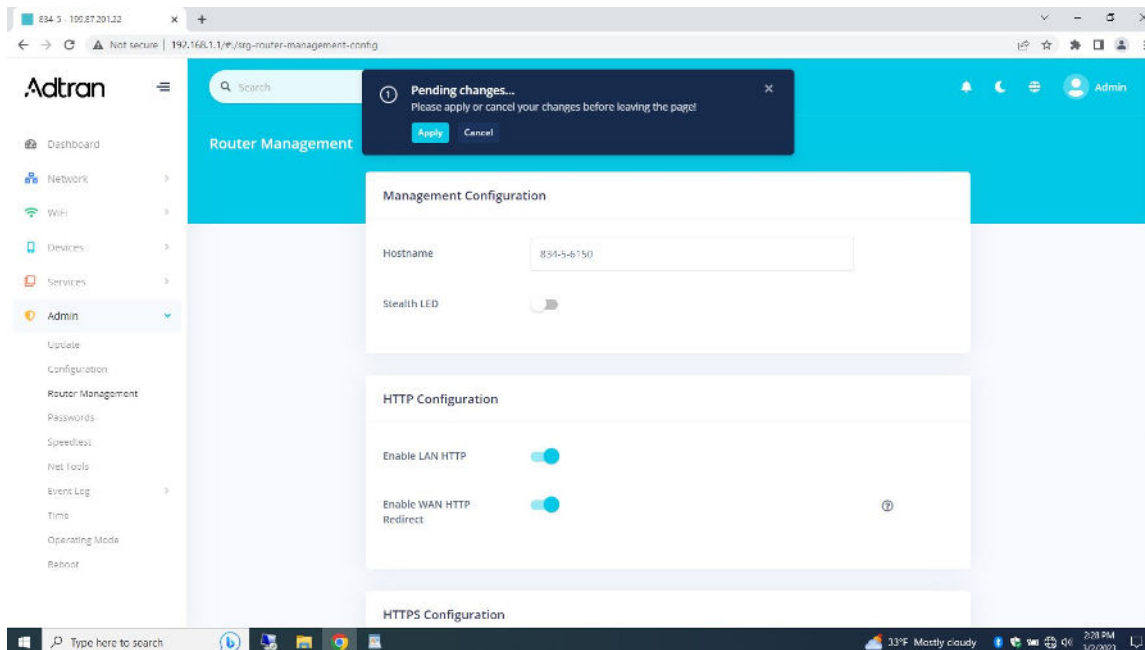 834-5 - 199.87.201.22
Not secure | 192.168.1.1/#:/srg-router-management-config
Adtran
Search
Pending changes...
Please apply or cancel your changes before leaving the page!
Apply Cancel
Admin
Router Management
Dashboard
Network
WiFi
Devices
Services
Admin
Update
Configuration
Router Management
Passwords
Speedtest
Net Tools
Event Log
Time
Operating Mode
Reboot
Management Configuration
Hostname
834-5-6150
Stealth LED
HTTP Configuration
Enable LAN HTTP
Enable WAN HTTP
Redirect
HTTPS Configuration
Type here to search
33°F Mostly cloudy
2:28 PM
3/2/2023